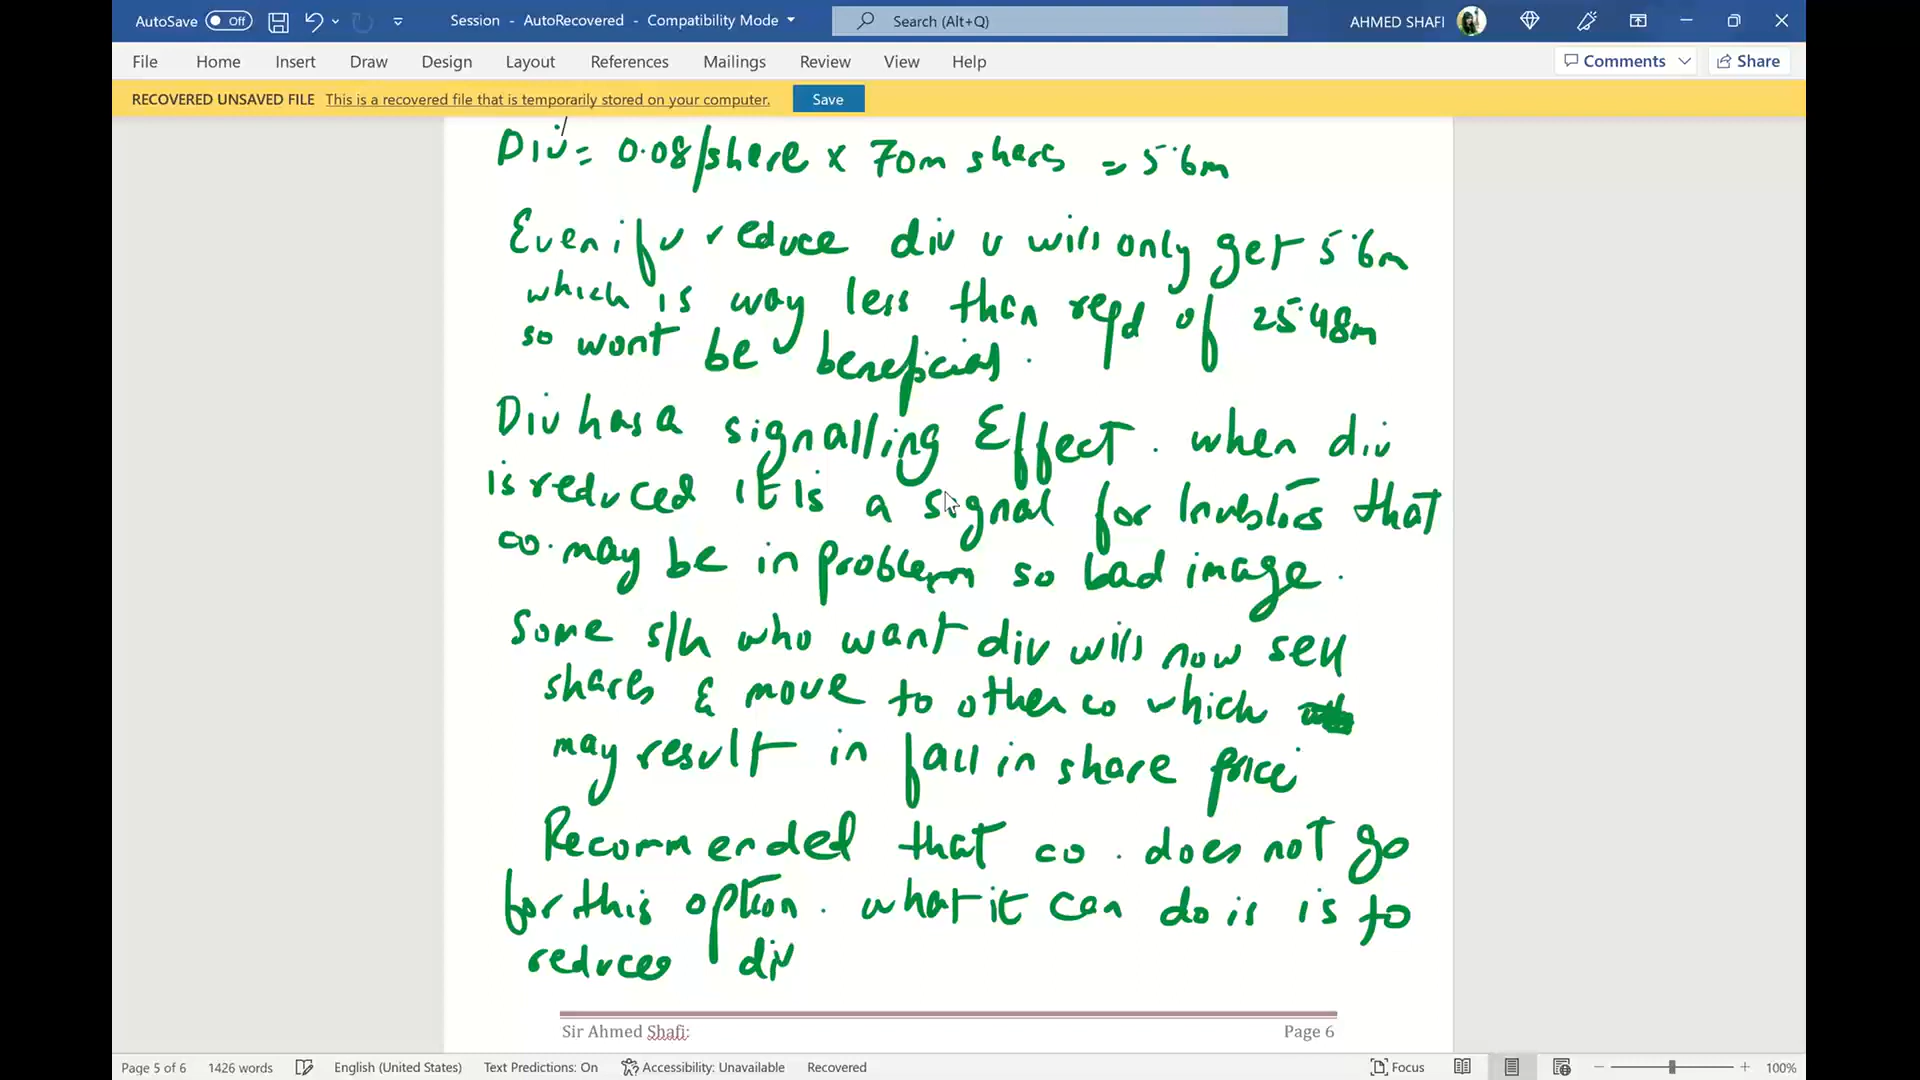 AutoSave Off Session - AutoRecovered - Compatibility Mode Search (Alt+Q) AHMED SHAFI
File Home Insert Draw Design Layout References Mailings Review View Help Comments Share
RECOVERED UNSAVED FILE This is a recovered file that is temporarily stored on your computer. Save
Div = 0.08/share x 70m shares = 5.6m
Even if u reduce div u will only get 5.6m
which is way less than reqd of 25.48m
so wont be beneficial.
Div has a signalling Effect. when div
is reduced it is a signal for Investors that
co. may be in problem so bad image.
Some s/h who want div will now sell
shares & move to other co which
may result in fall in share price
Recommended that co. does not go
for this option. what it can do is is to
reduces div
Sir Ahmed Shafi: Page 6
Page 5 of 6 1426 words English (United States) Text Predictions: On Accessibility: Unavailable Recovered Focus 100%